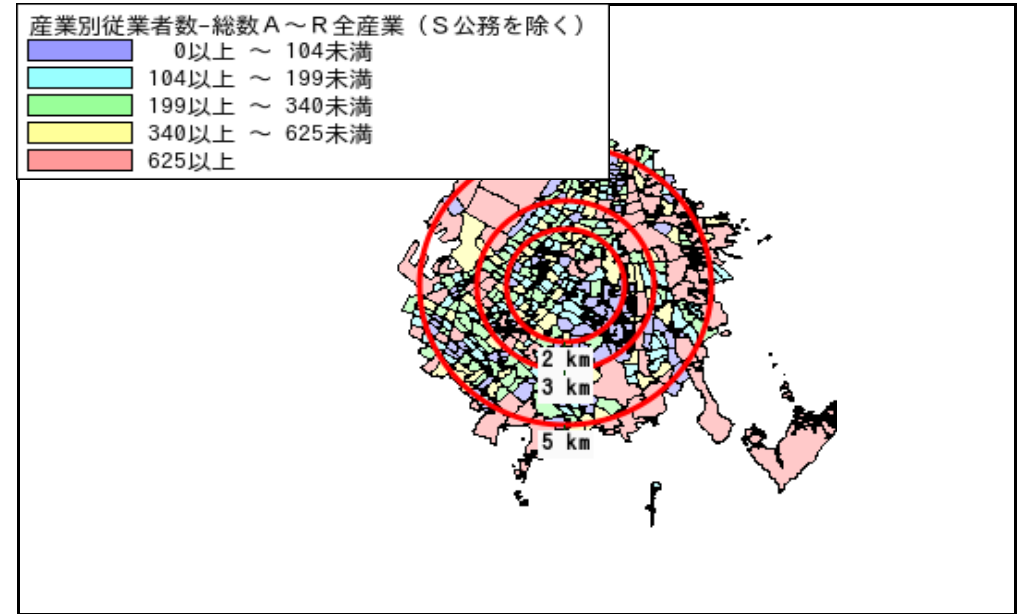 産業別従業者数-総数A~R全産業(S公務を除く)
0以上 ~ 104未満
104以上 ~ 199未満
199以上 ~ 340未満
340以上 ~ 625未満
625以上
2 km
3 km
5 km